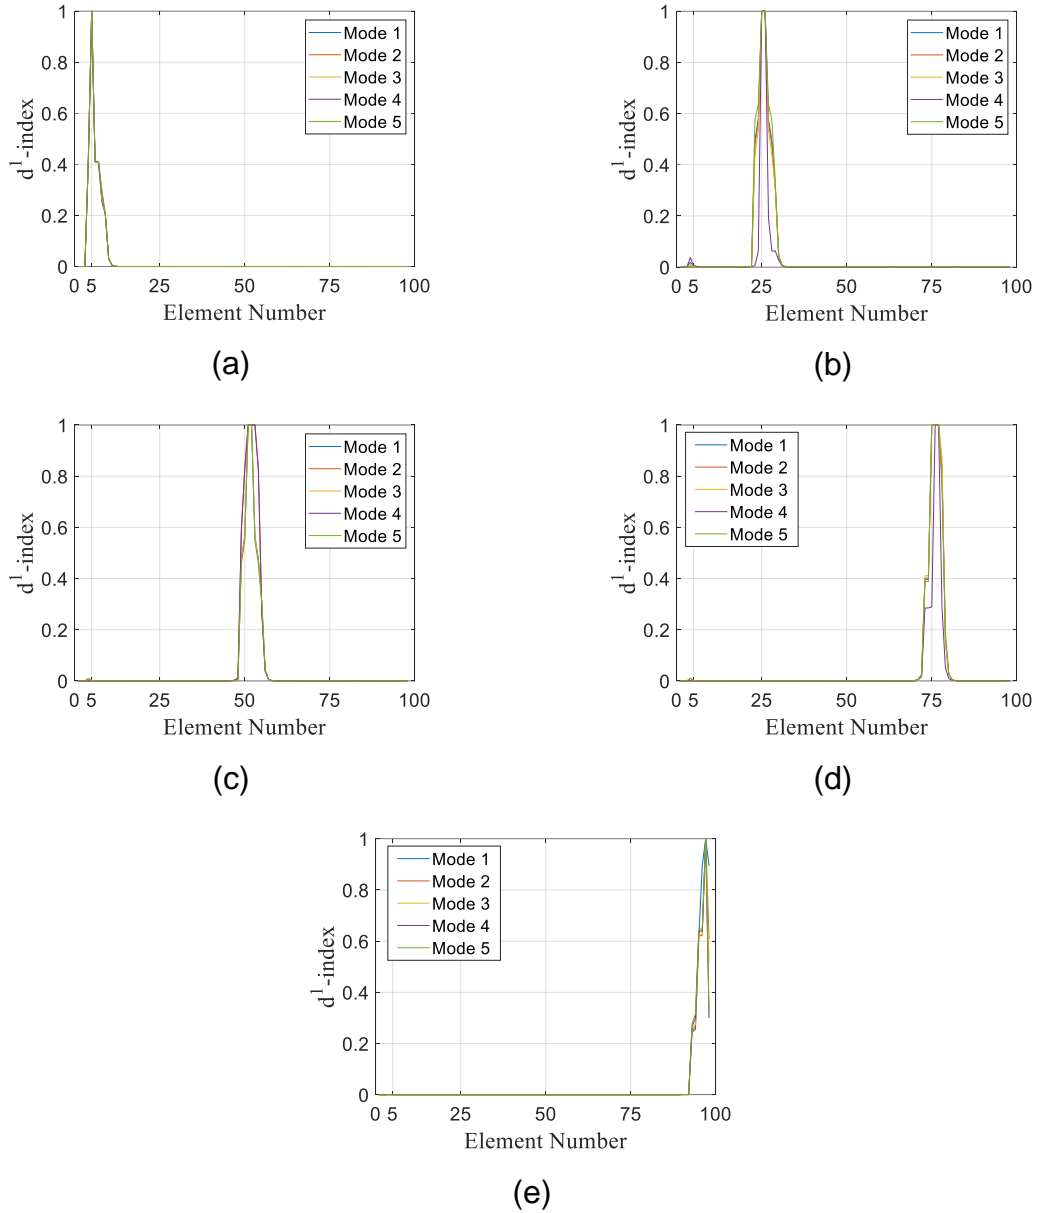 1
0.8
0.6
0.4
0.2
0
d¹-index
0 5 25 50 75 100
Element Number
Mode 1
Mode 2
Mode 3
Mode 4
Mode 5
(a)
1
0.8
0.6
0.4
0.2
0
d¹-index
0 5 25 50 75 100
Element Number
Mode 1
Mode 2
Mode 3
Mode 4
Mode 5
(b)
1
0.8
0.6
0.4
0.2
0
d¹-index
0 5 25 50 75 100
Element Number
Mode 1
Mode 2
Mode 3
Mode 4
Mode 5
(c)
1
0.8
0.6
0.4
0.2
0
d¹-index
0 5 25 50 75 100
Element Number
Mode 1
Mode 2
Mode 3
Mode 4
Mode 5
(d)
1
0.8
0.6
0.4
0.2
0
d¹-index
0 5 25 50 75 100
Element Number
Mode 1
Mode 2
Mode 3
Mode 4
Mode 5
(e)